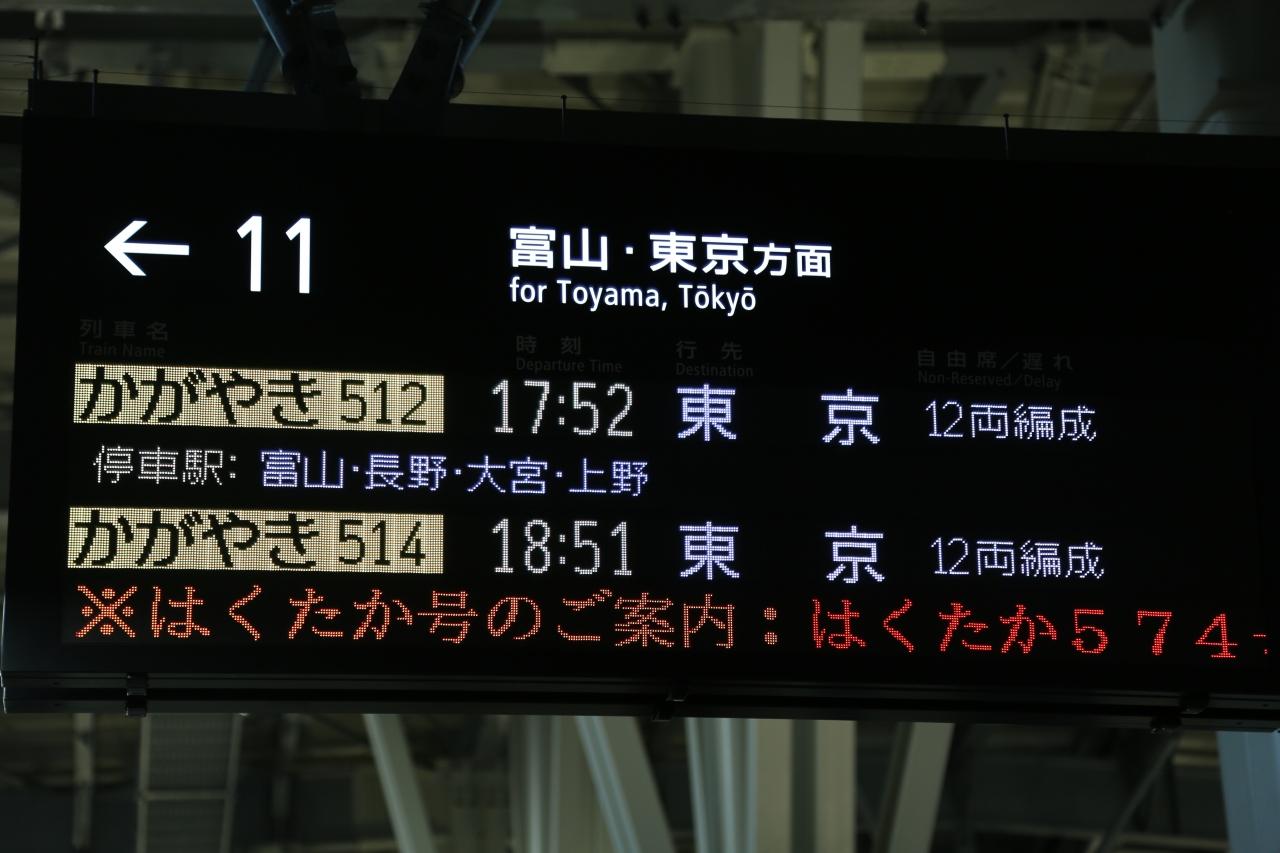 ← 11 富山・東京方面
for Toyama, Tōkyō
列車名 時刻 行先 自由席/遅れ
Train Name Departure Time Destination Non-Reserved/Delay
かがやき 512 17:52 東京 12両編成
停車駅: 富山・長野・大宮・上野
かがやき 514 18:51 東京 12両編成
※はくたか号のご案内:はくたか574